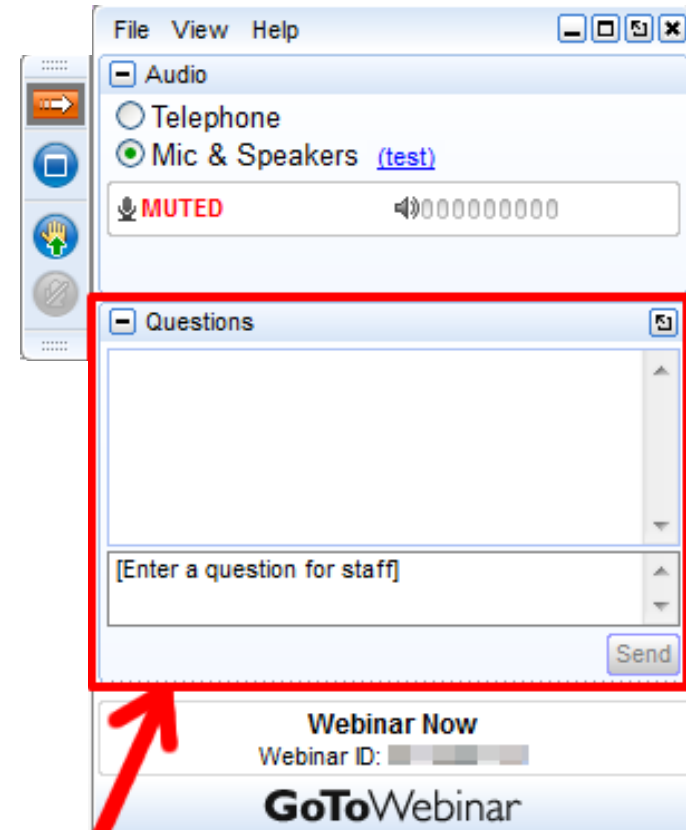 File View Help
Audio
Telephone
Mic & Speakers (test)
MUTED 000000000
Questions
[Enter a question for staff]
Send
Webinar Now
Webinar ID:
GoToWebinar